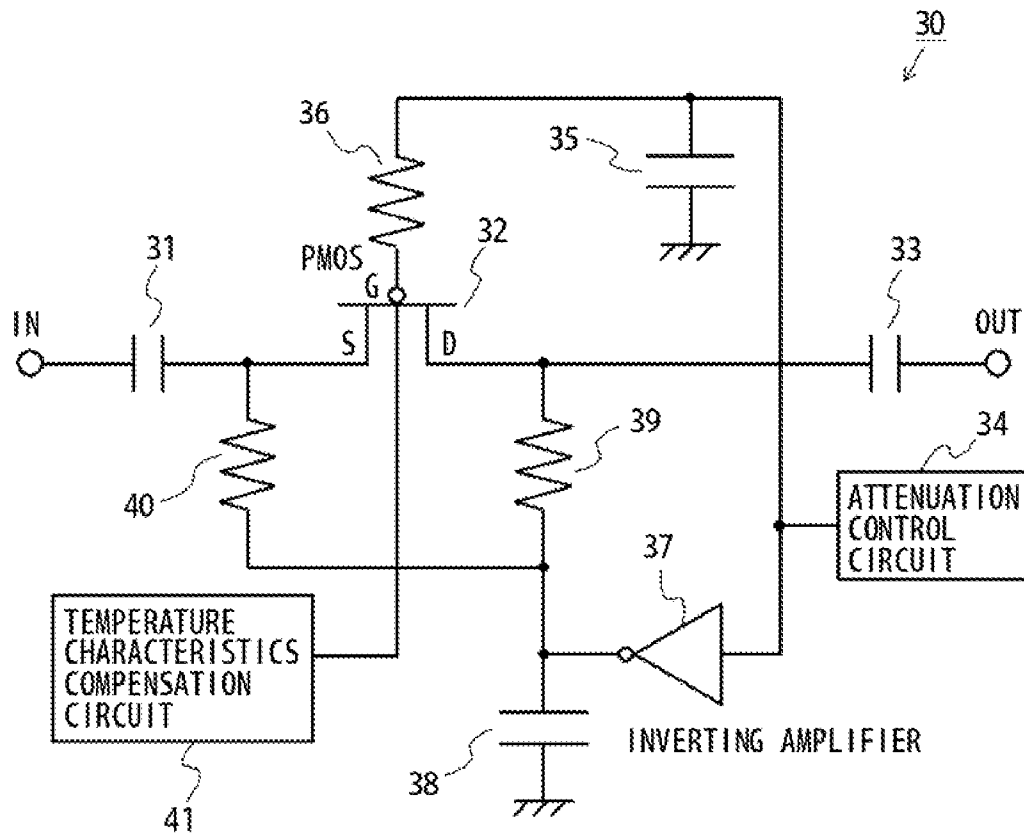 30
36
35
31
PMOS
32
33
G
IN
S
D
OUT
39
34
40
ATTENUATION
CONTROL
CIRCUIT
37
TEMPERATURE
CHARACTERISTICS
COMPENSATION
CIRCUIT
38
INVERTING AMPLIFIER
41